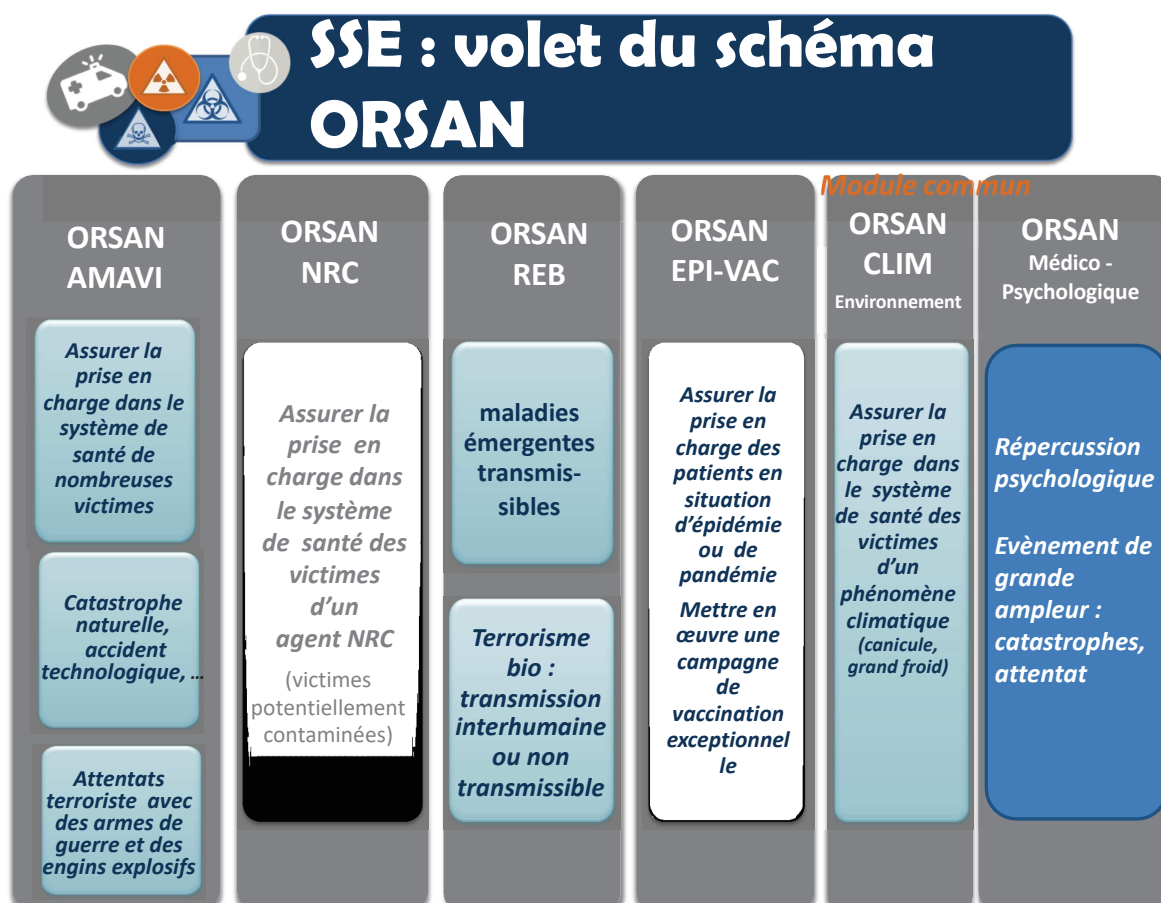 SSE : volet du schéma
ORSAN
Module commun
ORSAN
AMAVI
Assurer la
prise en
charge dans le
système de
santé de
nombreuses
victimes
Catastrophe
naturelle,
accident
technologique, ...
Attentats
terroriste avec
des armes de
guerre et des
engins explosifs
ORSAN
NRC
Assurer la
prise en
charge dans
le système
de santé des
victimes
d'un
agent NRC
(victimes
potentiellement
contaminées)
ORSAN
REB
maladies
émergentes
transmis-
sibles
Terrorisme
bio :
transmission
interhumaine
ou non
transmissible
ORSAN
EPI-VAC
Assurer la
prise en
charge des
patients en
situation
d'épidémie
ou de
pandémie
Mettre en
œuvre une
campagne
de
vaccination
exceptionnel
le
ORSAN
CLIM
Environnement
Assurer la
prise en
charge dans
le système
de santé des
victimes
d'un
phénomène
climatique
(canicule,
grand froid)
ORSAN
Médico -
Psychologique
Répercussion
psychologique
Evènement de
grande
ampleur :
catastrophes,
attentat